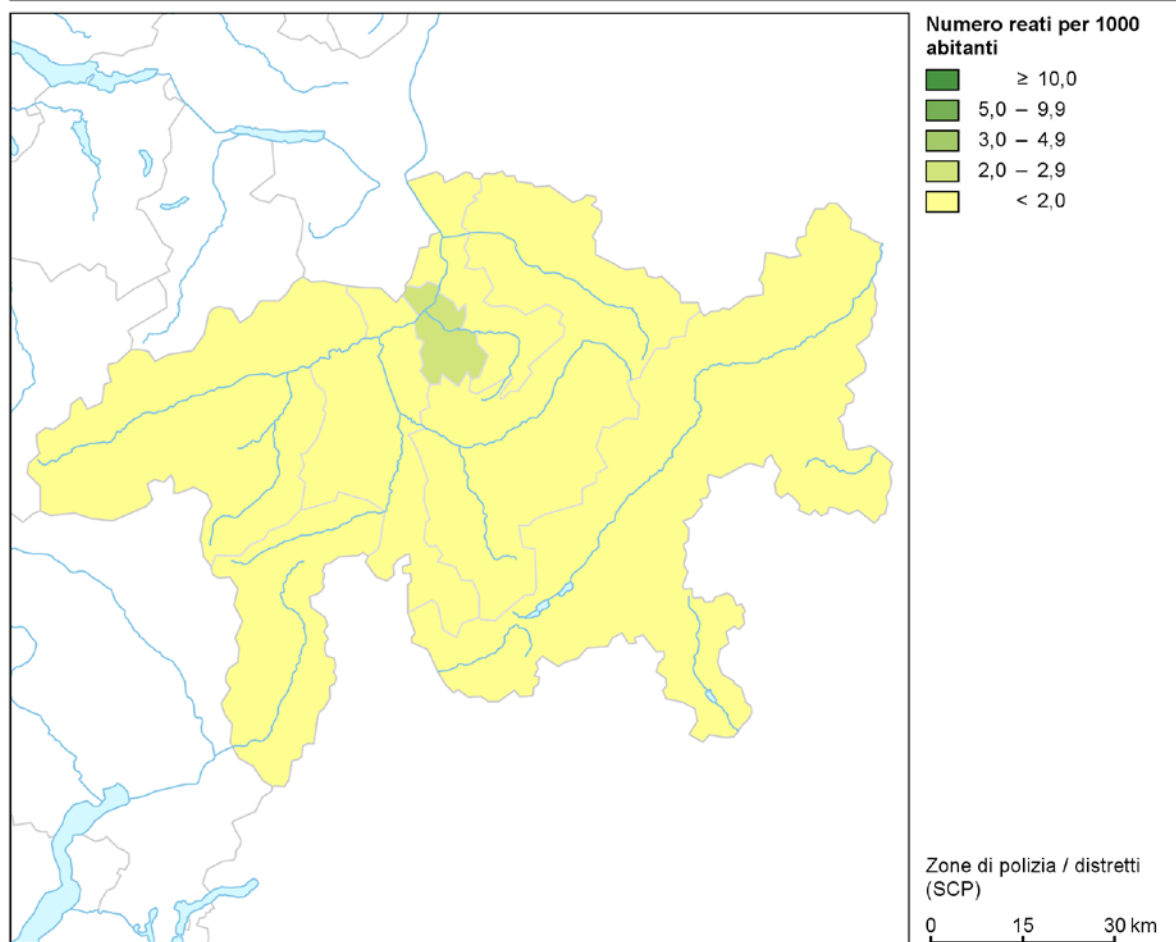 Numero reati per 1000
abitanti
≥ 10,0
5,0 – 9,9
3,0 – 4,9
2,0 – 2,9
< 2,0
Zone di polizia / distretti
(SCP)
0 15 30 km